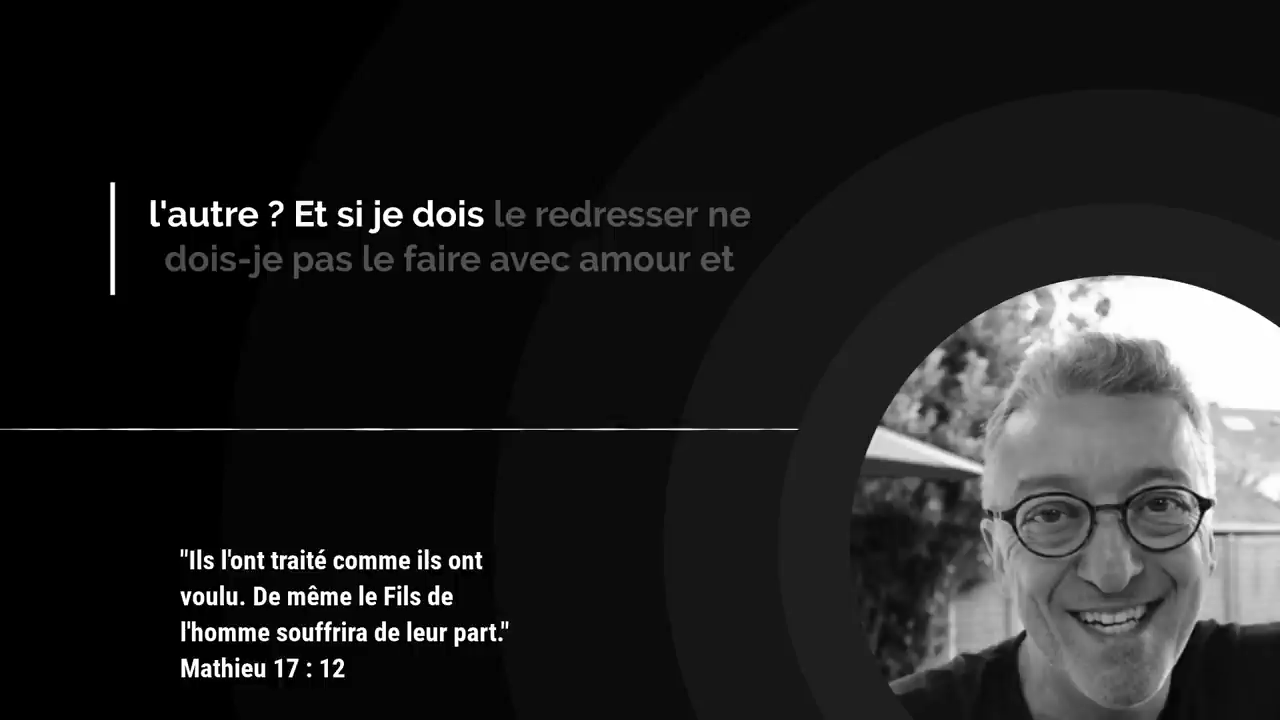 l'autre ? Et si je dois le redresser ne
dois-je pas le faire avec amour et
"Ils l'ont traité comme ils ont
voulu. De même le Fils de
l'homme souffrira de leur part."
Mathieu 17 : 12